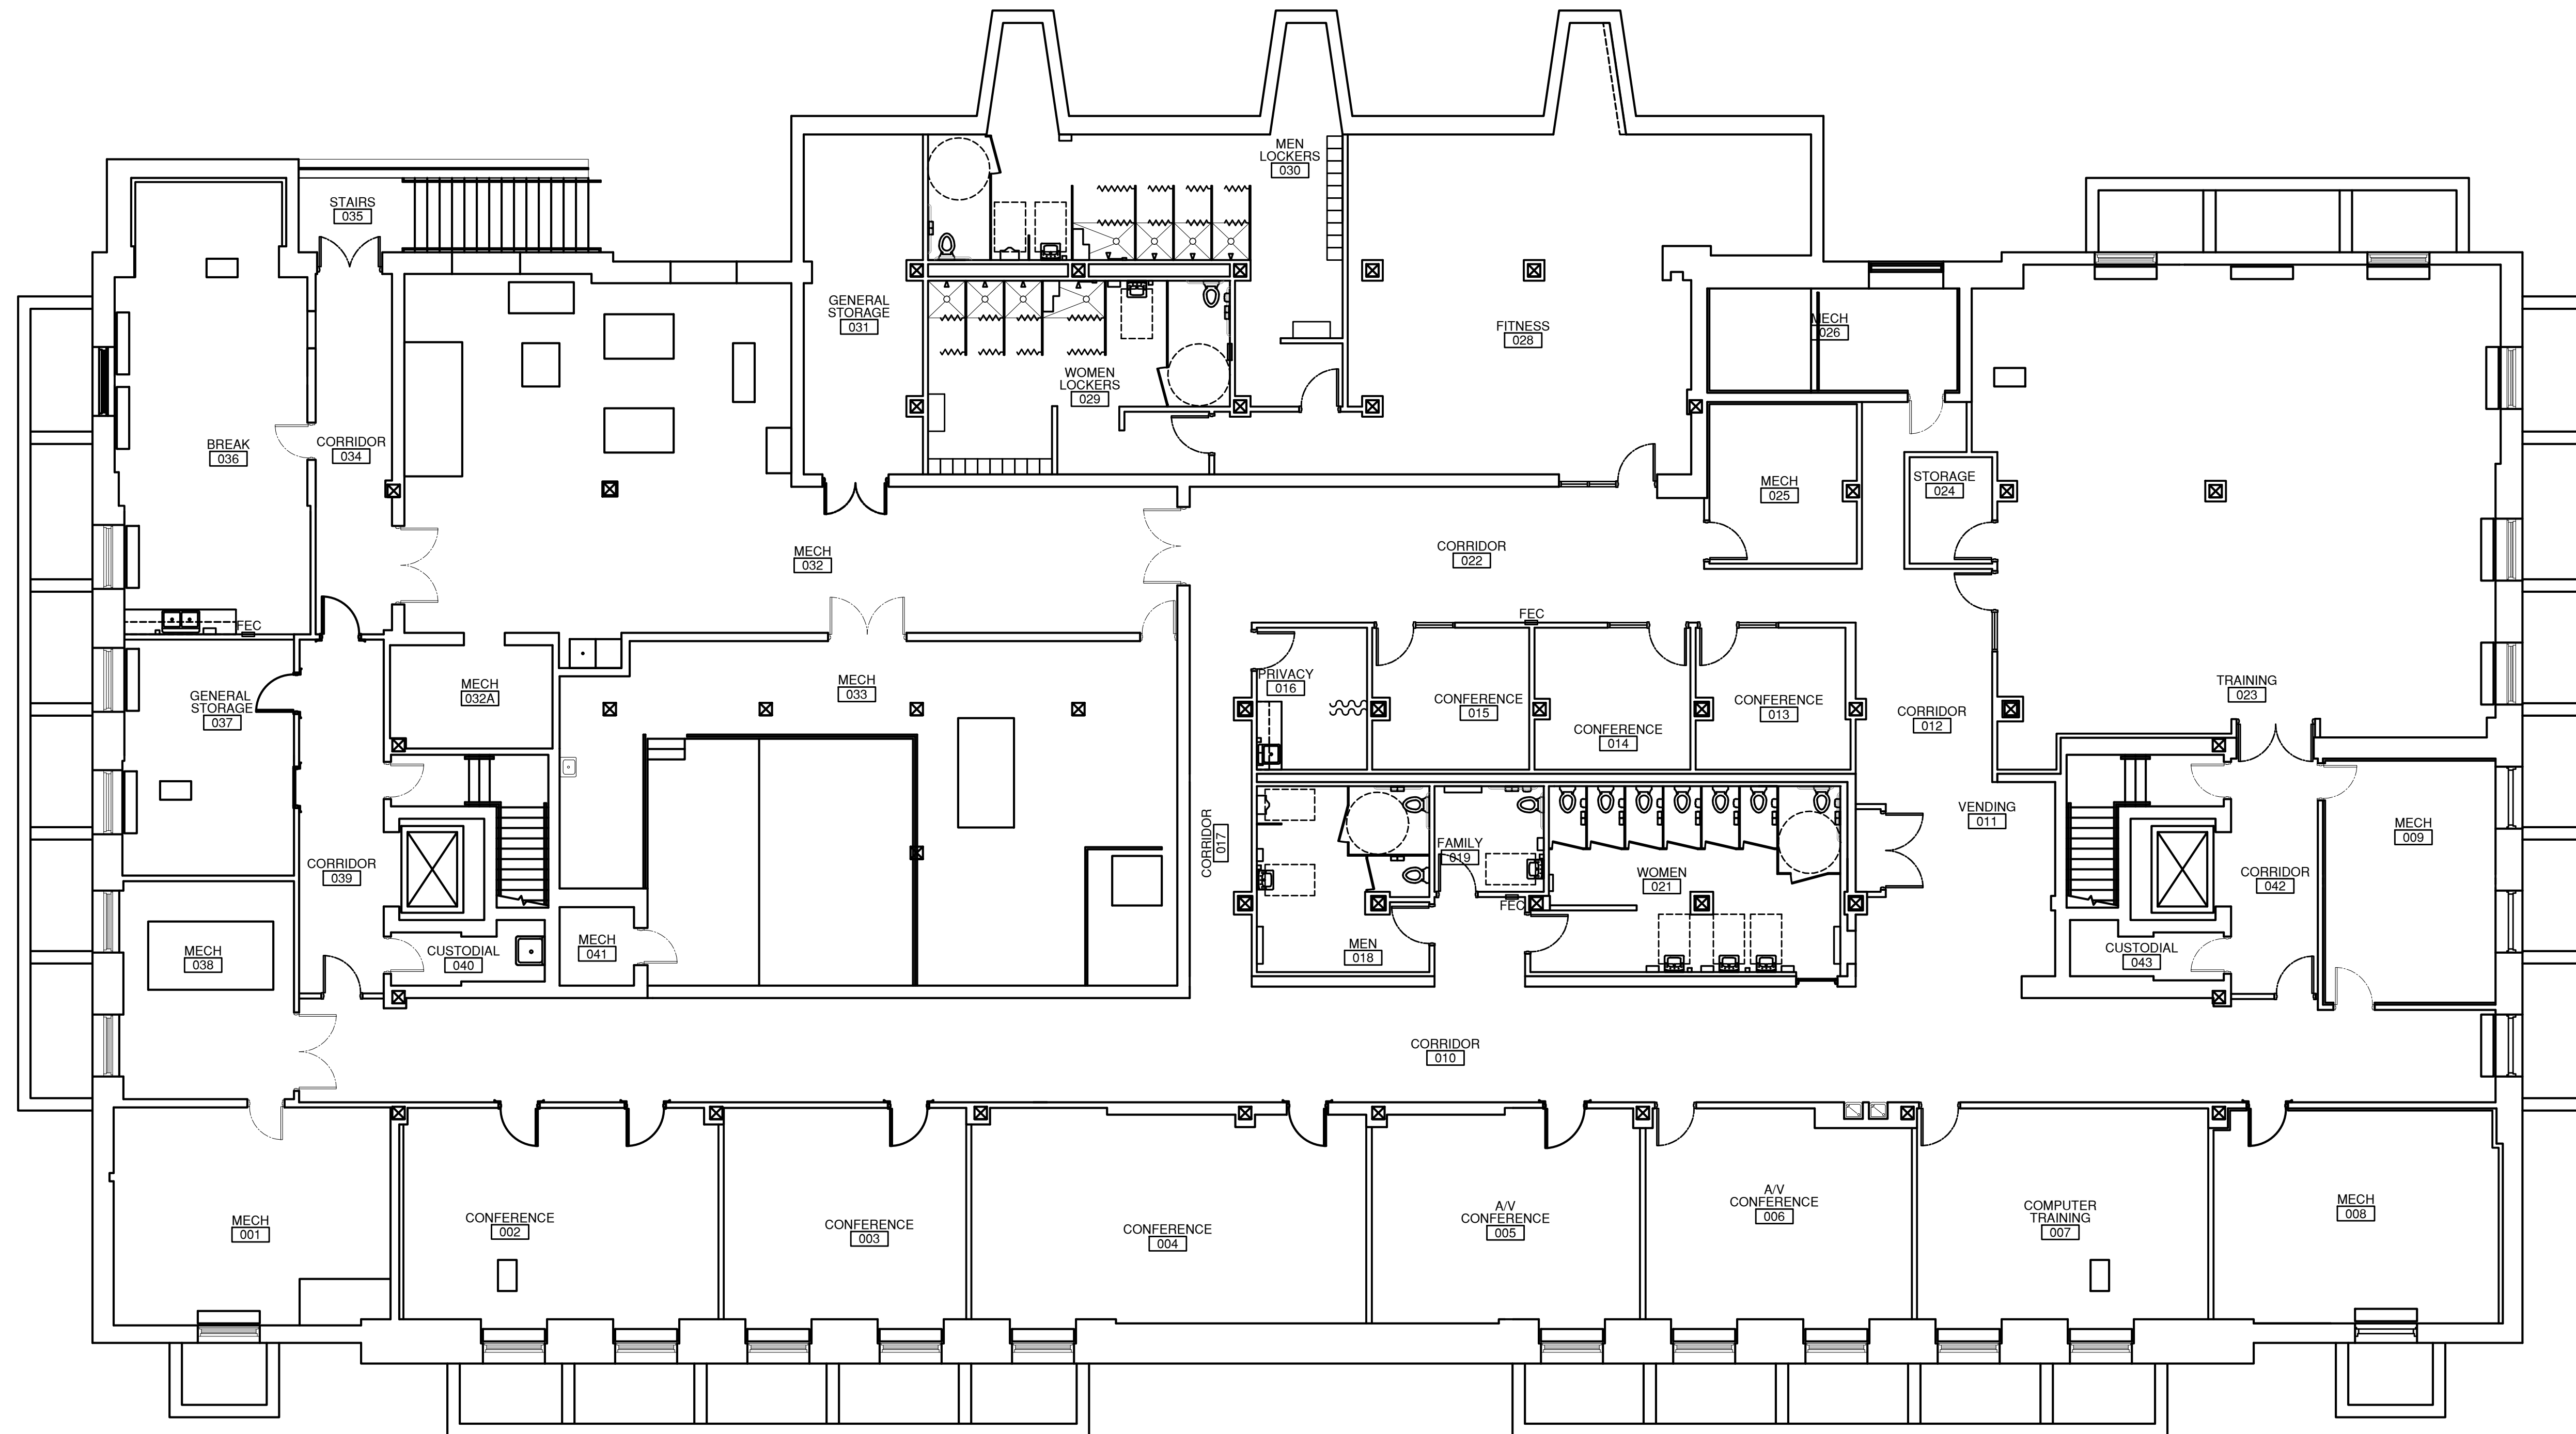 MEN
LOCKERS
030
STAIRS
035
GENERAL
STORAGE
031
FITNESS
028
MECH
026
WOMEN
LOCKERS
029
BREAK
036
CORRIDOR
034
MECH
025
STORAGE
024
MECH
032
CORRIDOR
022
FEC
FEC
PRIVACY
016
MECH
032A
MECH
033
GENERAL
STORAGE
037
CONFERENCE
015
CONFERENCE
014
CONFERENCE
013
CORRIDOR
012
TRAINING
023
CORRIDOR
017
VENDING
011
MECH
009
FAMILY
019
CORRIDOR
039
WOMEN
021
CORRIDOR
042
FEC
MECH
038
CUSTODIAL
040
MECH
041
MEN
018
CUSTODIAL
043
CORRIDOR
010
MECH
001
CONFERENCE
002
CONFERENCE
003
CONFERENCE
004
A/V
CONFERENCE
005
A/V
CONFERENCE
006
COMPUTER
TRAINING
007
MECH
008